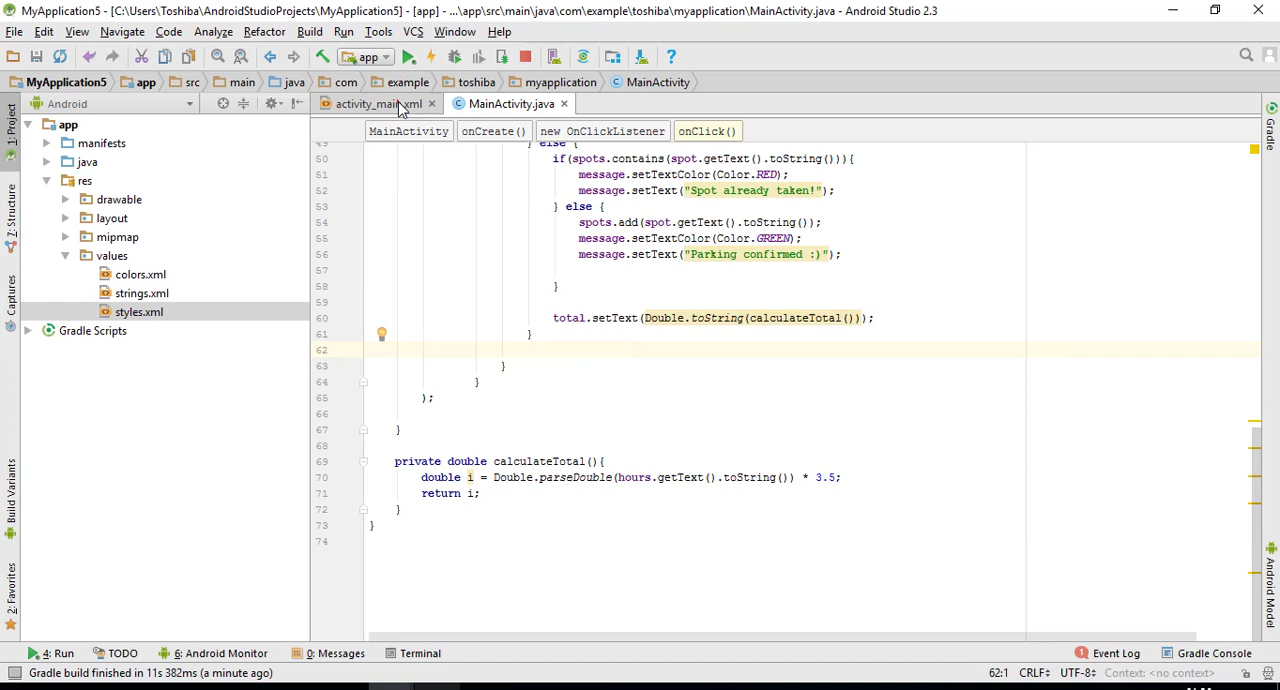 MyApplication5 - [C:\Users\Toshiba\AndroidStudioProjects\MyApplication5] - [app] - ...\app\src\main\java\com\example\toshiba\myapplication\MainActivity.java - Android Studio 2.3
File Edit View Navigate Code Analyze Refactor Build Run Tools VCS Window Help
app
MyApplication5 app src main java com example toshiba myapplication MainActivity
Android activity_main.xml MainActivity.java
MainActivity onCreate() new OnClickListener onClick()
1: Project
7: Structure
Captures
Build Variants
2: Favorites
app
manifests
java
res
drawable
layout
mipmap
values
colors.xml
strings.xml
styles.xml
Gradle Scripts
49 } else {
50 if(spots.contains(spot.getText().toString())){
51 message.setTextColor(Color.RED);
52 message.setText("Spot already taken!");
53 } else {
54 spots.add(spot.getText().toString());
55 message.setTextColor(Color.GREEN);
56 message.setText("Parking confirmed :)");
57
58 }
59
60 total.setText(Double.toString(calculateTotal()));
61 }
62
63 }
64 }
65 );
66
67 }
68
69 private double calculateTotal(){
70 double i = Double.parseDouble(hours.getText().toString()) * 3.5;
71 return i;
72 }
73 }
74
Gradle
Android Model
4: Run TODO 6: Android Monitor 0: Messages Terminal 1 Event Log Gradle Console
Gradle build finished in 11s 382ms (a minute ago) 62:1 CRLF UTF-8 Context: <no context>